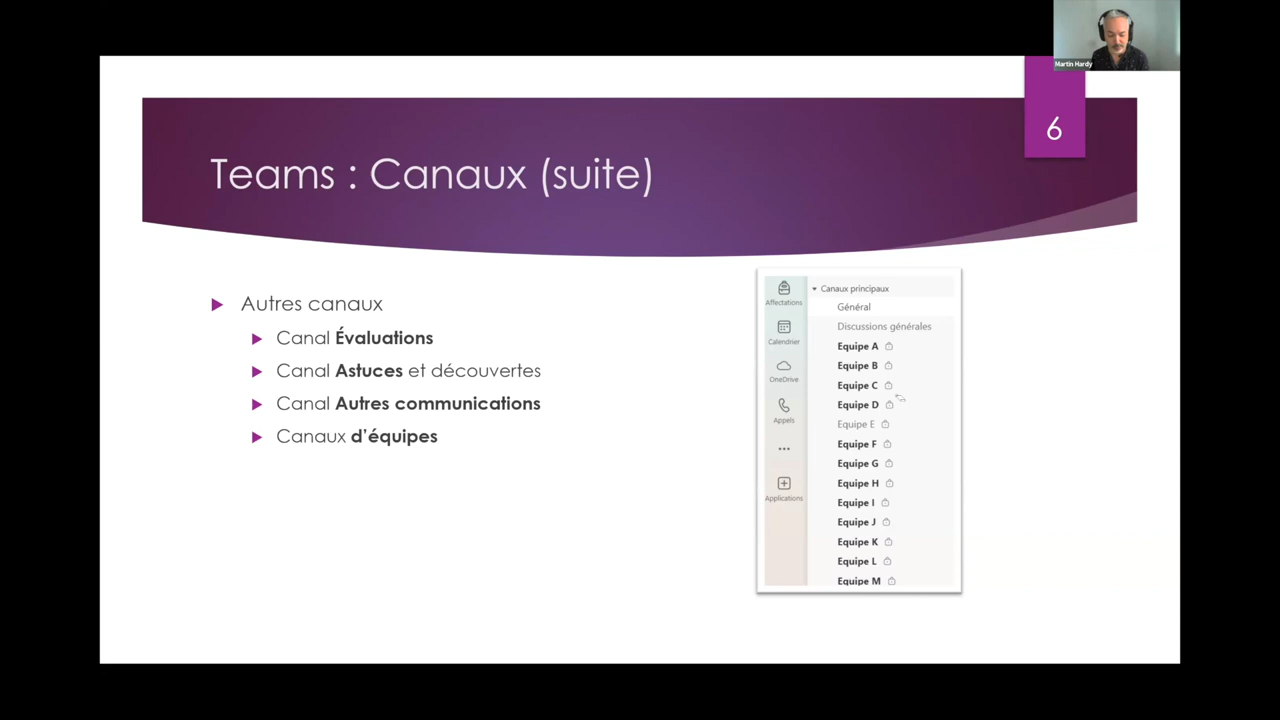 Martin Hardy
6
Teams : Canaux (suite)
Autres canaux
Canal Évaluations
Canal Astuces et découvertes
Canal Autres communications
Canaux d’équipes
Affectations
Calendrier
OneDrive
Appels
Applications
Canaux principaux
Général
Discussions générales
Equipe A
Equipe B
Equipe C
Equipe D
Equipe E
Equipe F
Equipe G
Equipe H
Equipe I
Equipe J
Equipe K
Equipe L
Equipe M